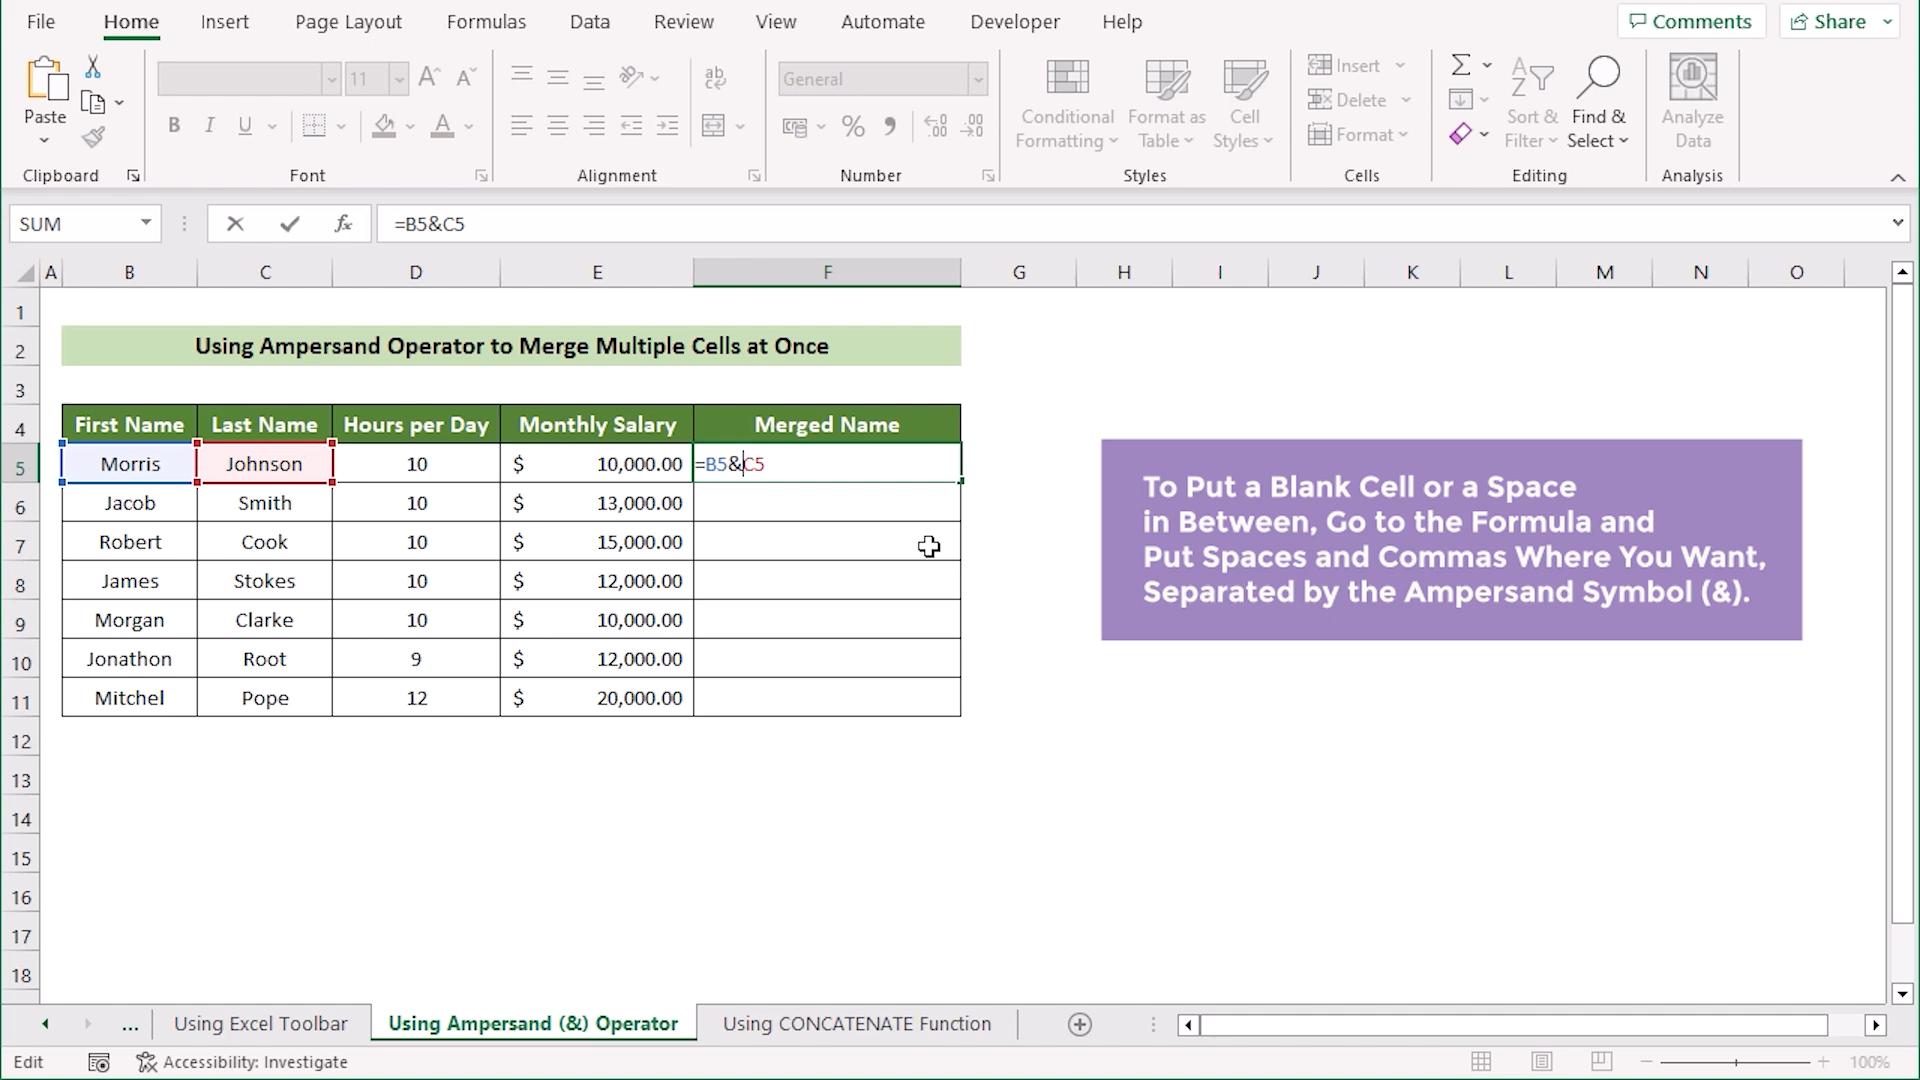 File Home Insert Page Layout Formulas Data Review View Automate Developer Help Comments Share
Paste
Clipboard
11
B I U
Font
ab
Alignment
General
%
Number
Conditional Formatting
Format as Table
Cell Styles
Styles
Insert
Delete
Format
Cells
Sort & Filter
Find & Select
Editing
Analyze Data
Analysis
SUM fx =B5&C5
A B C D E F G H I J K L M N O
1
2 Using Ampersand Operator to Merge Multiple Cells at Once
3
4 First Name Last Name Hours per Day Monthly Salary Merged Name
5 Morris Johnson 10 $ 10,000.00 =B5&C5
6 Jacob Smith 10 $ 13,000.00
7 Robert Cook 10 $ 15,000.00
8 James Stokes 10 $ 12,000.00
9 Morgan Clarke 10 $ 10,000.00
10 Jonathon Root 9 $ 12,000.00
11 Mitchel Pope 12 $ 20,000.00
12
13
14
15
16
17
18
To Put a Blank Cell or a Space
in Between, Go to the Formula and
Put Spaces and Commas Where You Want,
Separated by the Ampersand Symbol (&).
... Using Excel Toolbar Using Ampersand (&) Operator Using CONCATENATE Function
Edit Accessibility: Investigate 100%